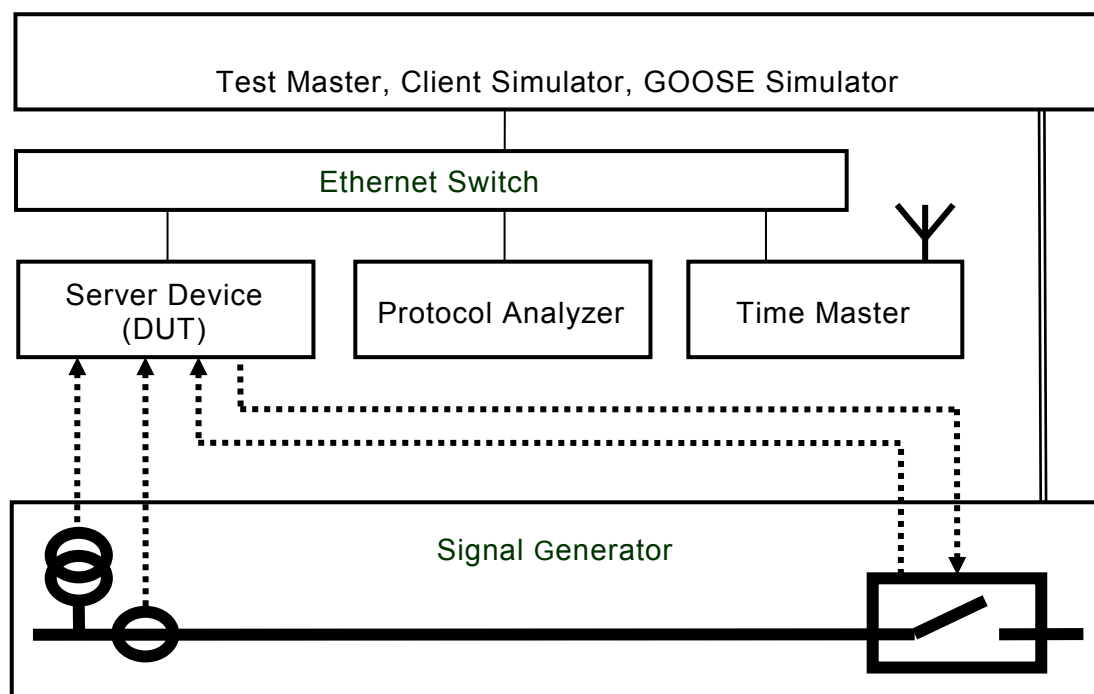 Test Master, Client Simulator, GOOSE Simulator
Ethernet Switch
Server Device
(DUT)
Protocol Analyzer
Time Master
Signal Generator